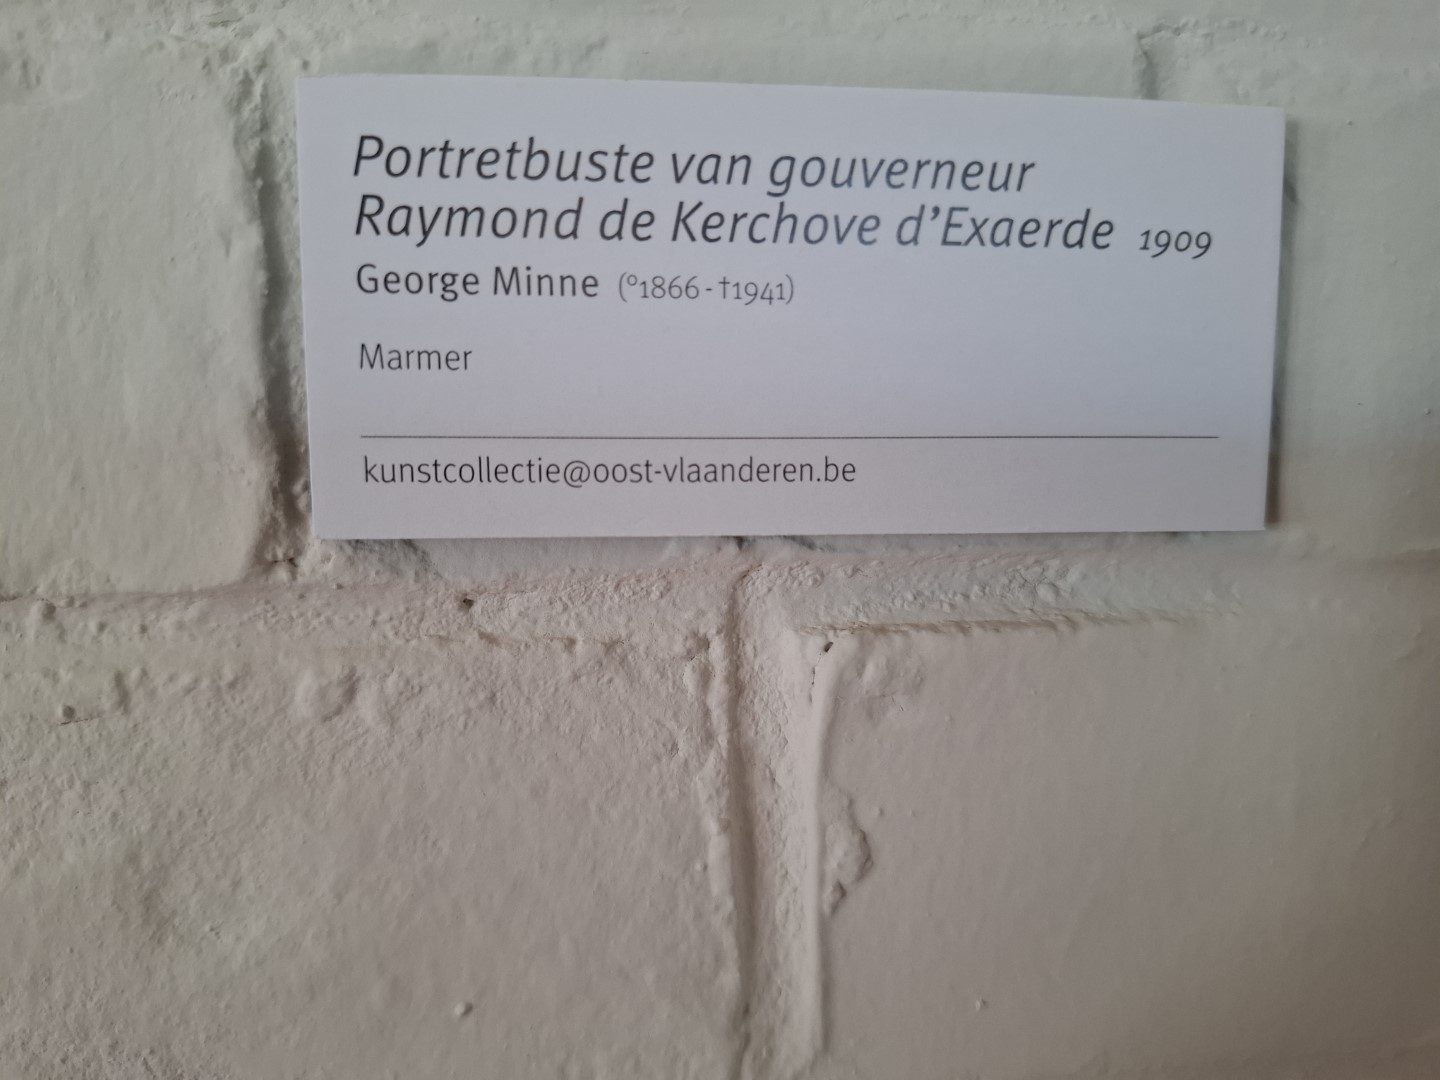 Portretbuste van gouverneur
Raymond de Kerchove d'Exaerde 1909
George Minne (°1866-†1941)
Marmer
kunstcollectie@oost-vlaanderen.be